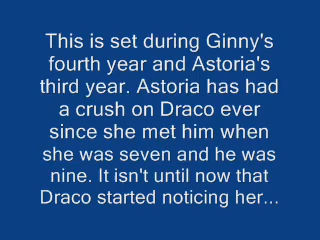 This is set during Ginny's
fourth year and Astoria's
third year. Astoria has had
a crush on Draco ever
since she met him when
she was seven and he was
nine. It isn't until now that
Draco started noticing her...